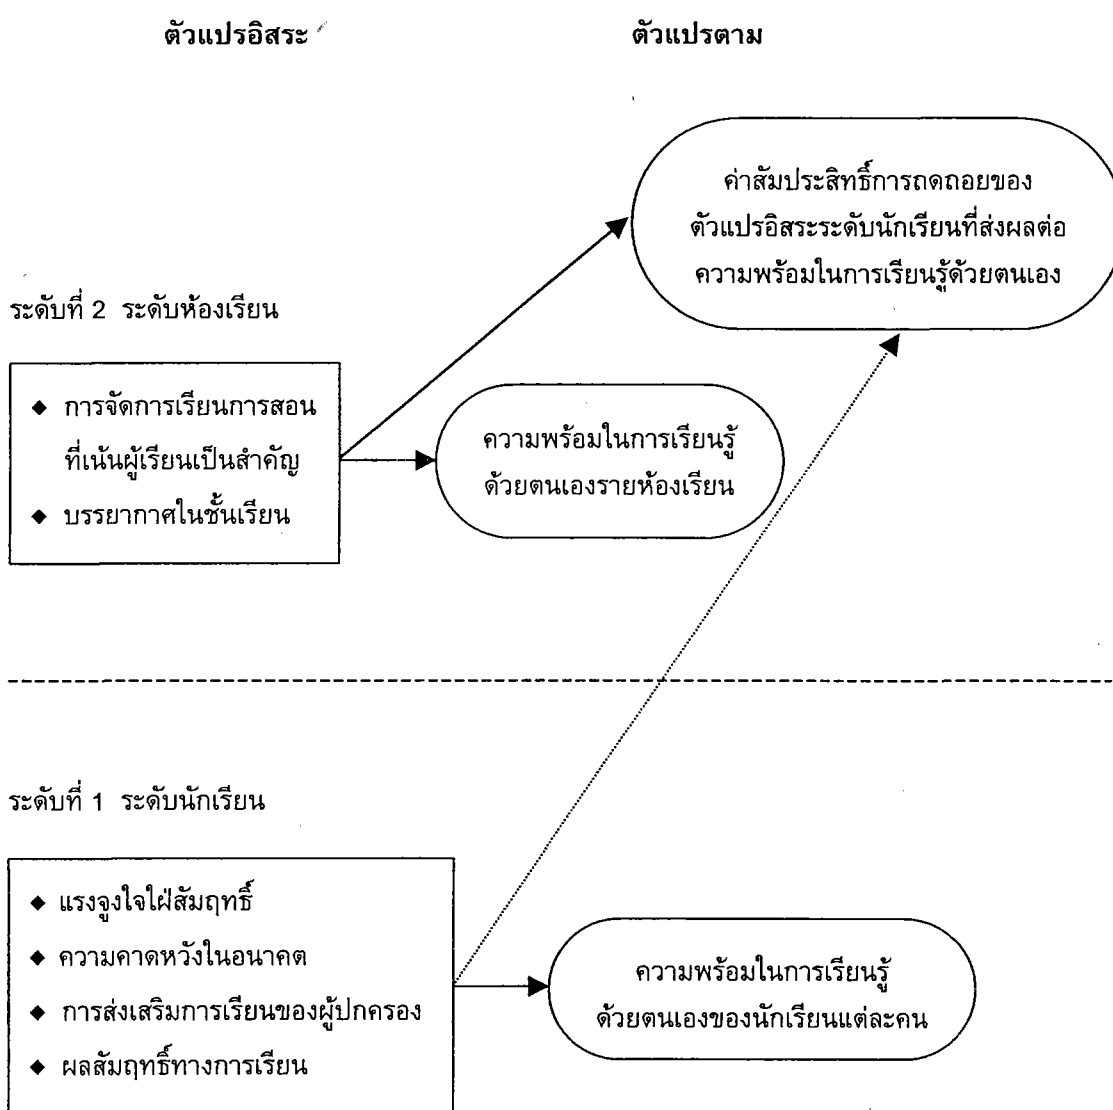 ตัวแปรอิสระ
ตัวแปรตาม
ค่าสัมประสิทธิ์การถดถอยของ
ตัวแปรอิสระระดับนักเรียนที่ส่งผลต่อ
ความพร้อมในการเรียนรู้ด้วยตนเอง
ระดับที่ 2 ระดับห้องเรียน
◆ การจัดการเรียนการสอน
ที่เน้นผู้เรียนเป็นสำคัญ
◆ บรรยากาศในชั้นเรียน
ความพร้อมในการเรียนรู้
ด้วยตนเองรายห้องเรียน
ระดับที่ 1 ระดับนักเรียน
◆ แรงจูงใจใฝ่สัมฤทธิ์
◆ ความคาดหวังในอนาคต
◆ การส่งเสริมการเรียนของผู้ปกครอง
◆ ผลสัมฤทธิ์ทางการเรียน
ความพร้อมในการเรียนรู้
ด้วยตนเองของนักเรียนแต่ละคน